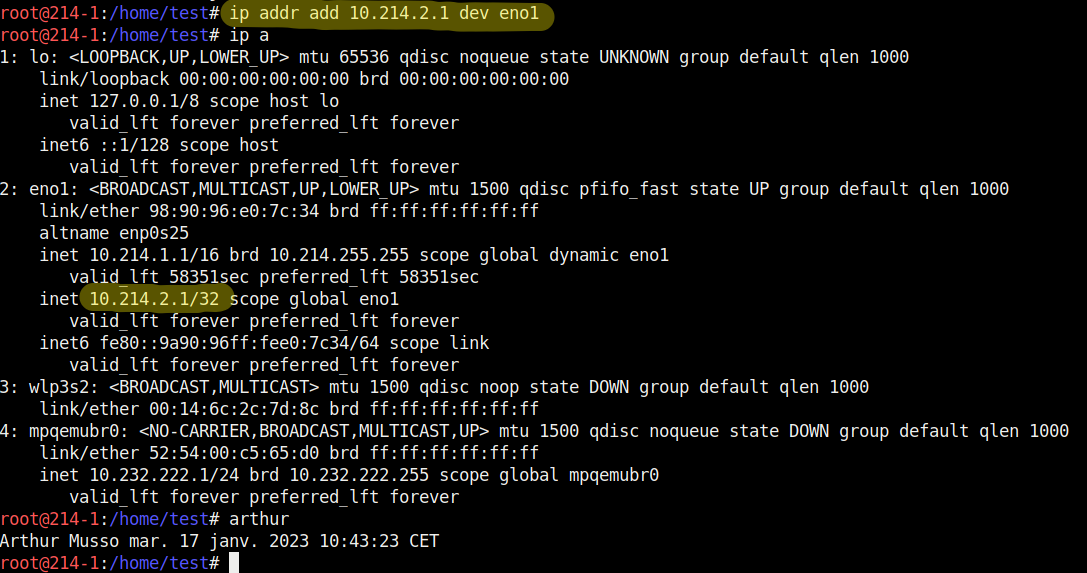 root@214-1:/home/test# ip addr add 10.214.2.1 dev eno1
root@214-1:/home/test# ip a
1: lo: <LOOPBACK,UP,LOWER_UP> mtu 65536 qdisc noqueue state UNKNOWN group default qlen 1000
    link/loopback 00:00:00:00:00:00 brd 00:00:00:00:00:00
    inet 127.0.0.1/8 scope host lo
       valid_lft forever preferred_lft forever
    inet6 ::1/128 scope host
       valid_lft forever preferred_lft forever
2: eno1: <BROADCAST,MULTICAST,UP,LOWER_UP> mtu 1500 qdisc pfifo_fast state UP group default qlen 1000
    link/ether 98:90:96:e0:7c:34 brd ff:ff:ff:ff:ff:ff
    altname enp0s25
    inet 10.214.1.1/16 brd 10.214.255.255 scope global dynamic eno1
       valid_lft 58351sec preferred_lft 58351sec
    inet 10.214.2.1/32 scope global eno1
       valid_lft forever preferred_lft forever
    inet6 fe80::9a90:96ff:fee0:7c34/64 scope link
       valid_lft forever preferred_lft forever
3: wlp3s2: <BROADCAST,MULTICAST> mtu 1500 qdisc noop state DOWN group default qlen 1000
    link/ether 00:14:6c:2c:7d:8c brd ff:ff:ff:ff:ff:ff
4: mpqemubr0: <NO-CARRIER,BROADCAST,MULTICAST,UP> mtu 1500 qdisc noqueue state DOWN group default qlen 1000
    link/ether 52:54:00:c5:65:d0 brd ff:ff:ff:ff:ff:ff
    inet 10.232.222.1/24 brd 10.232.222.255 scope global mpqemubr0
       valid_lft forever preferred_lft forever
root@214-1:/home/test# arthur
Arthur Musso mar. 17 janv. 2023 10:43:23 CET
root@214-1:/home/test#